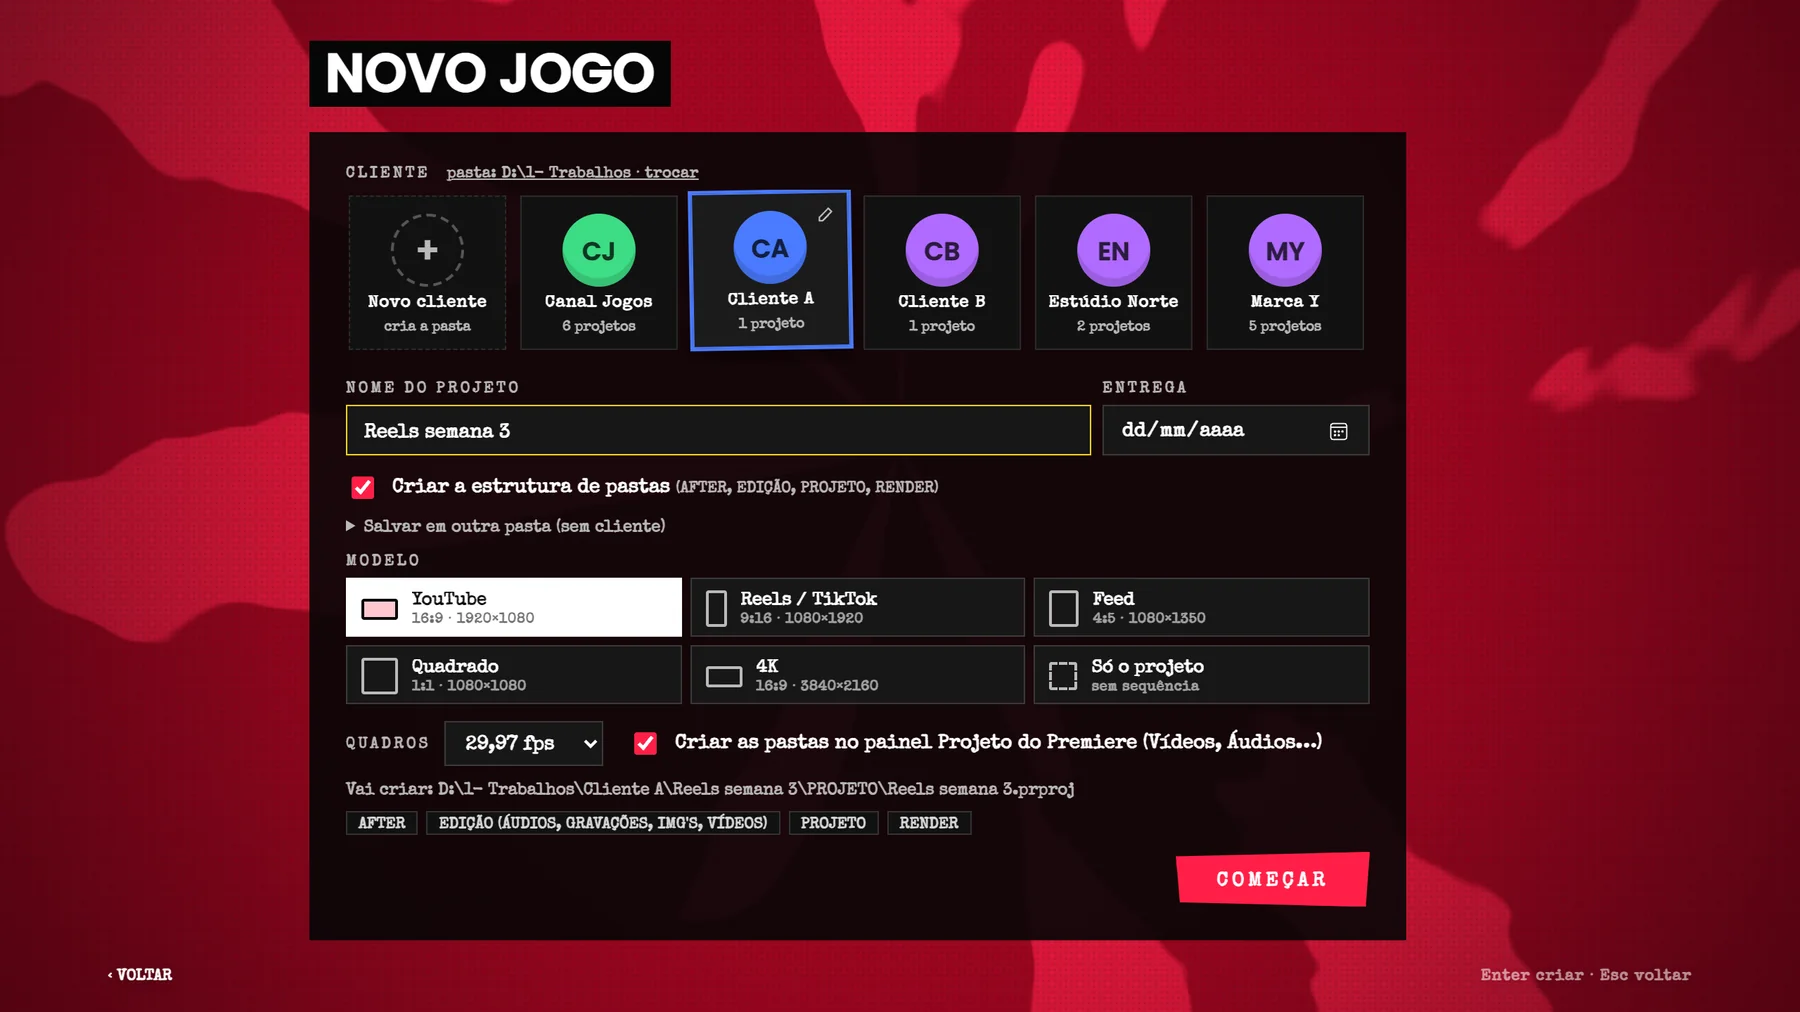 NOVO JOGO
CLIENTE pasta: D:\1- Trabalhos · trocar
+ CJ CA CB EN MY
Novo cliente Canal Jogos Cliente A Cliente B Estúdio Norte Marca Y
cria a pasta 6 projetos 1 projeto 1 projeto 2 projetos 5 projetos
NOME DO PROJETO ENTREGA
Reels semana 3 dd/mm/aaaa
Criar a estrutura de pastas (AFTER, EDIÇÃO, PROJETO, RENDER)
Salvar em outra pasta (sem cliente)
MODELO
YouTube Reels / TikTok Feed
16:9 · 1920×1080 9:16 · 1080×1920 4:5 · 1080×1350
Quadrado 4K Só o projeto
1:1 · 1080×1080 16:9 · 3840×2160 sem sequência
QUADROS 29,97 fps Criar as pastas no painel Projeto do Premiere (Vídeos, Áudios...)
Vai criar: D:\1- Trabalhos\Cliente A\Reels semana 3\PROJETO\Reels semana 3.prproj
AFTER EDIÇÃO (ÁUDIOS, GRAVAÇÕES, IMG'S, VÍDEOS) PROJETO RENDER
COMEÇAR
‹ VOLTAR Enter criar · Esc voltar